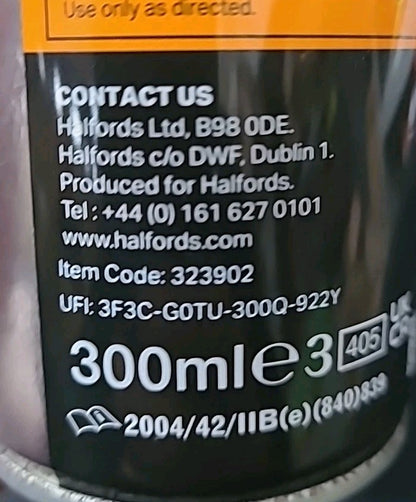 Use only as directed.
CONTACT US
Halfords Ltd, B98 0DE.
Halfords c/o DWF, Dublin 1.
Produced for Halfords.
Tel : +44 (0) 161 627 0101
www.halfords.com
Item Code: 323902
UFI: 3F3C-G0TU-300Q-922Y
300ml e 3 405
2004/42/IIB(e)(840)839